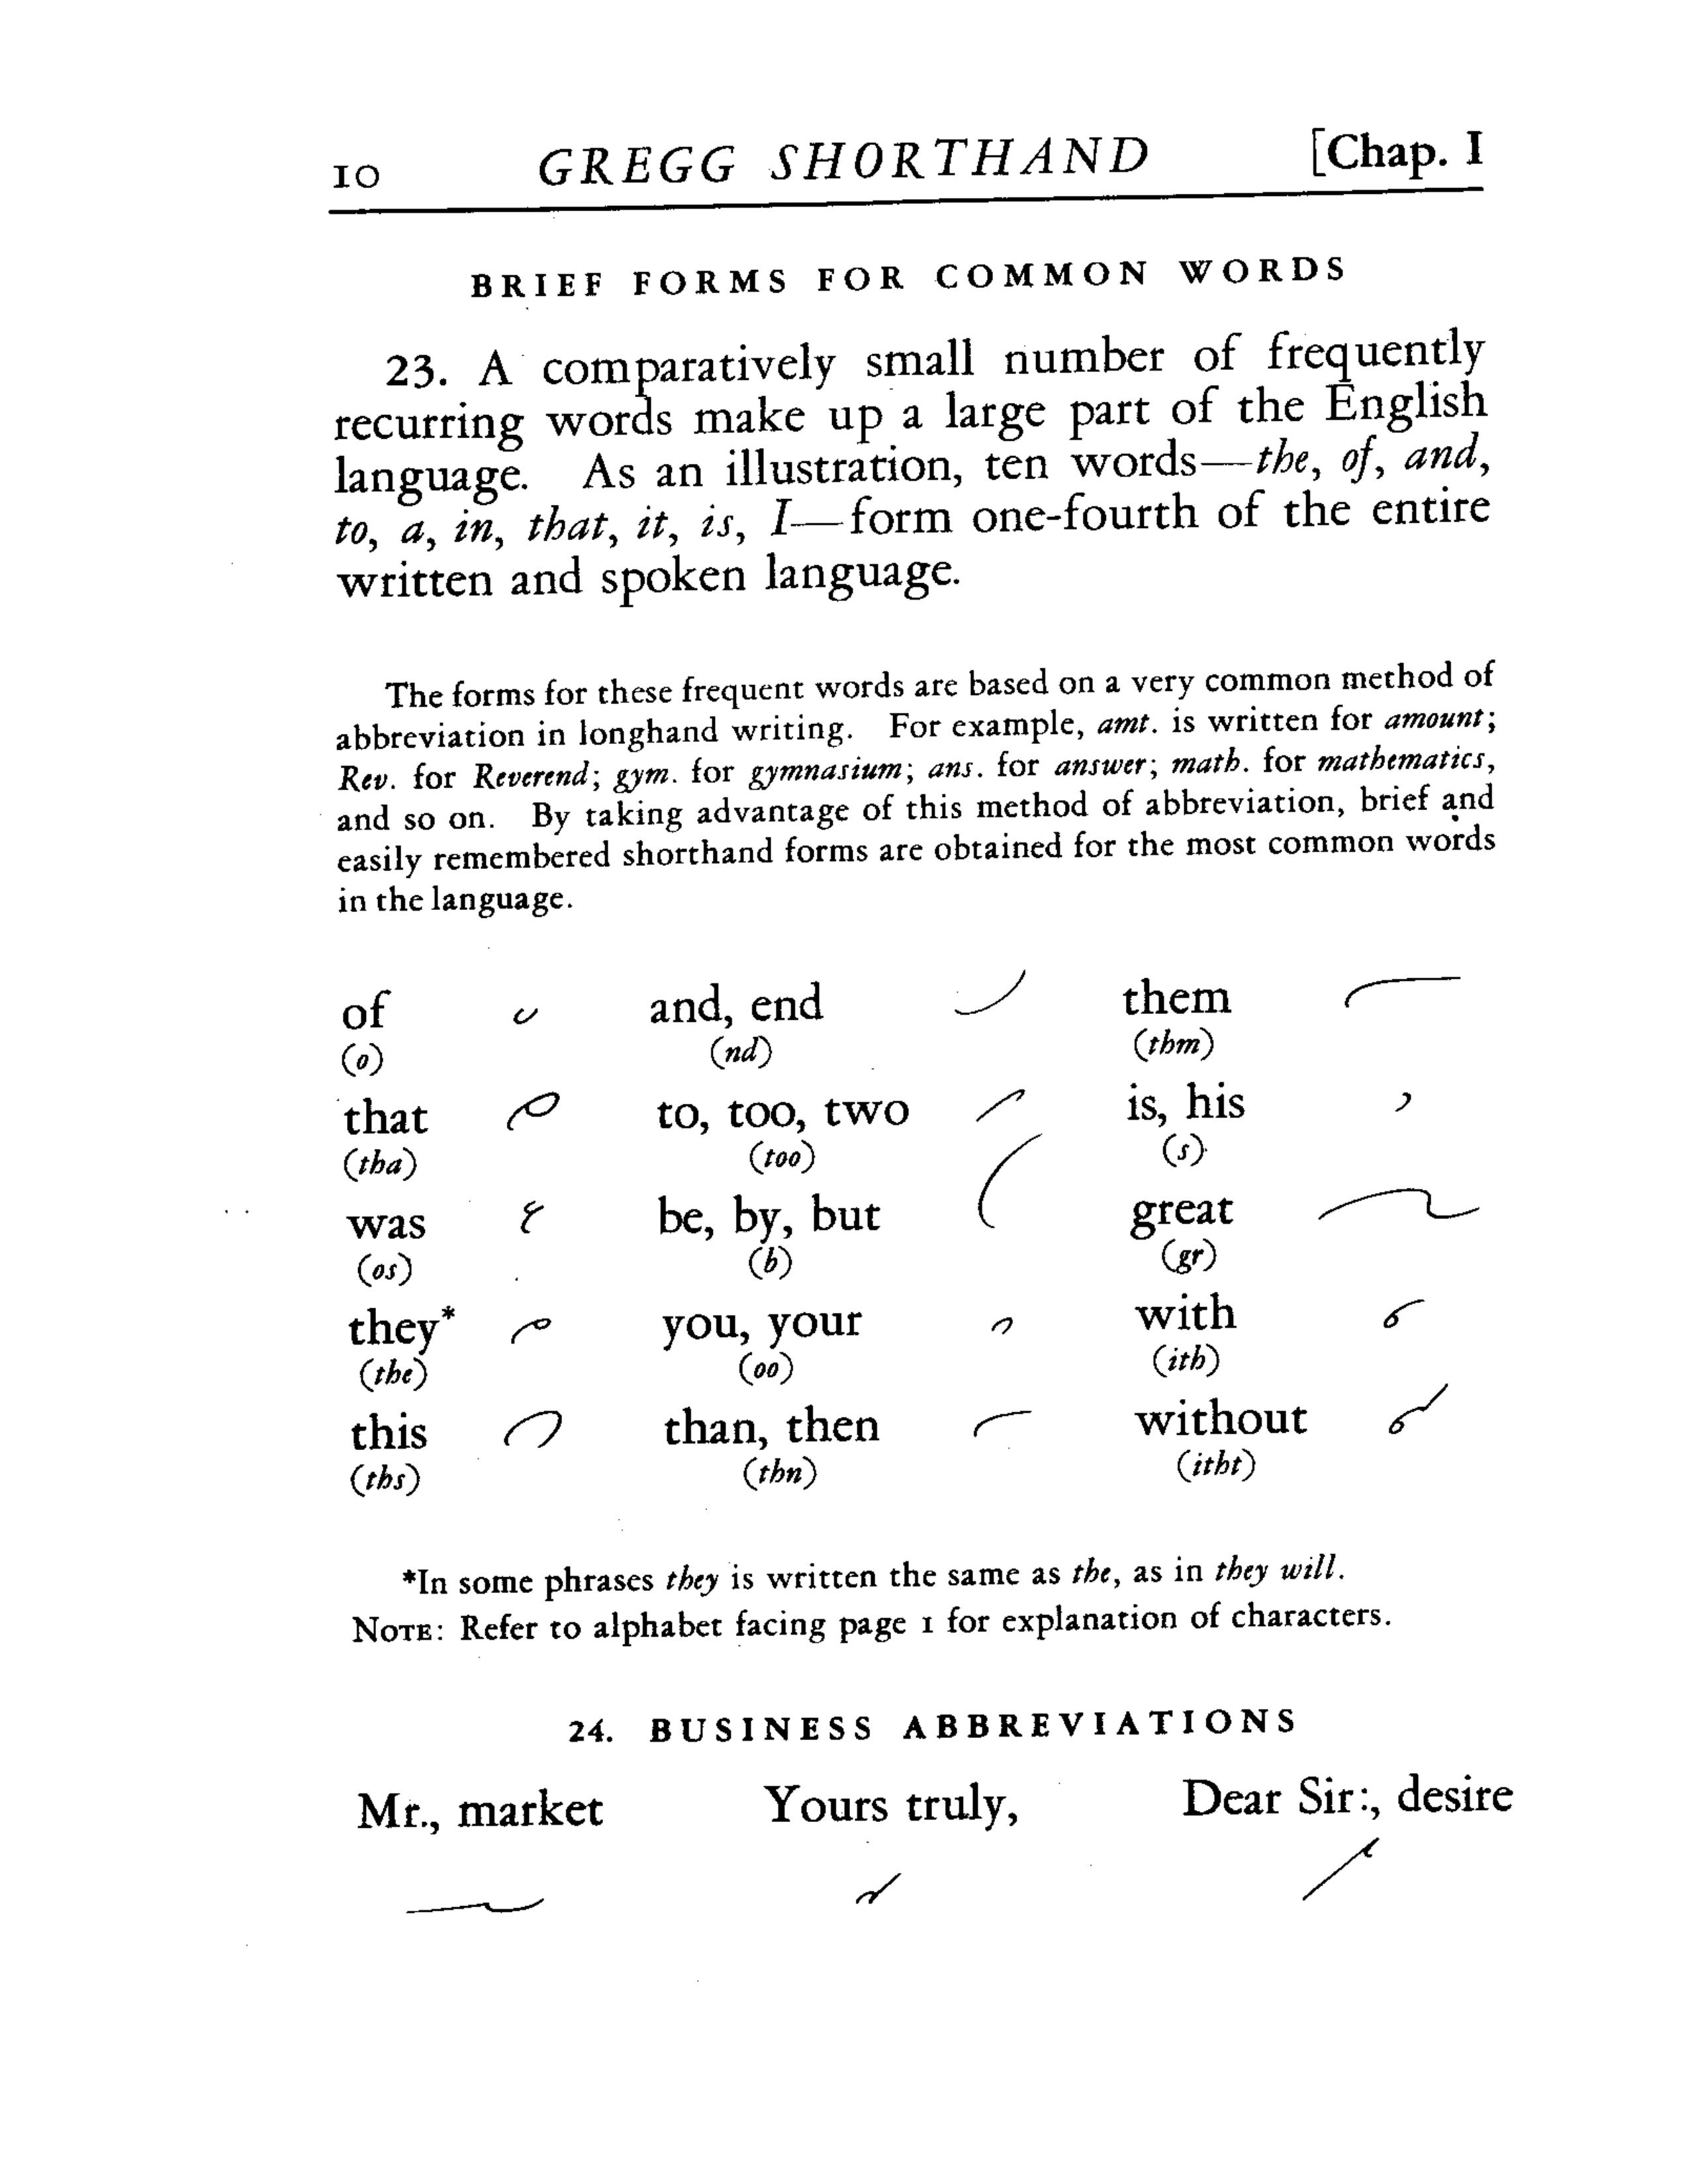 10 GREGG SHORTHAND [Chap. I
BRIEF FORMS FOR COMMON WORDS
23. A comparatively small number of frequently
recurring words make up a large part of the English
language. As an illustration, ten words—the, of, and,
to, a, in, that, it, is, I—form one-fourth of the entire
written and spoken language.
The forms for these frequent words are based on a very common method of
abbreviation in longhand writing. For example, amt. is written for amount;
Rev. for Reverend; gym. for gymnasium; ans. for answer; math. for mathematics,
and so on. By taking advantage of this method of abbreviation, brief and
easily remembered shorthand forms are obtained for the most common words
in the language.
of and, end them
(o) (nd) (thm)
that to, too, two is, his
(tha) (too) (s)
was be, by, but great
(os) (b) (gr)
they* you, your with
(the) (oo) (ith)
this than, then without
(ths) (thn) (itht)
*In some phrases they is written the same as the, as in they will.
NOTE: Refer to alphabet facing page 1 for explanation of characters.
24. BUSINESS ABBREVIATIONS
Mr., market Yours truly, Dear Sir:, desire